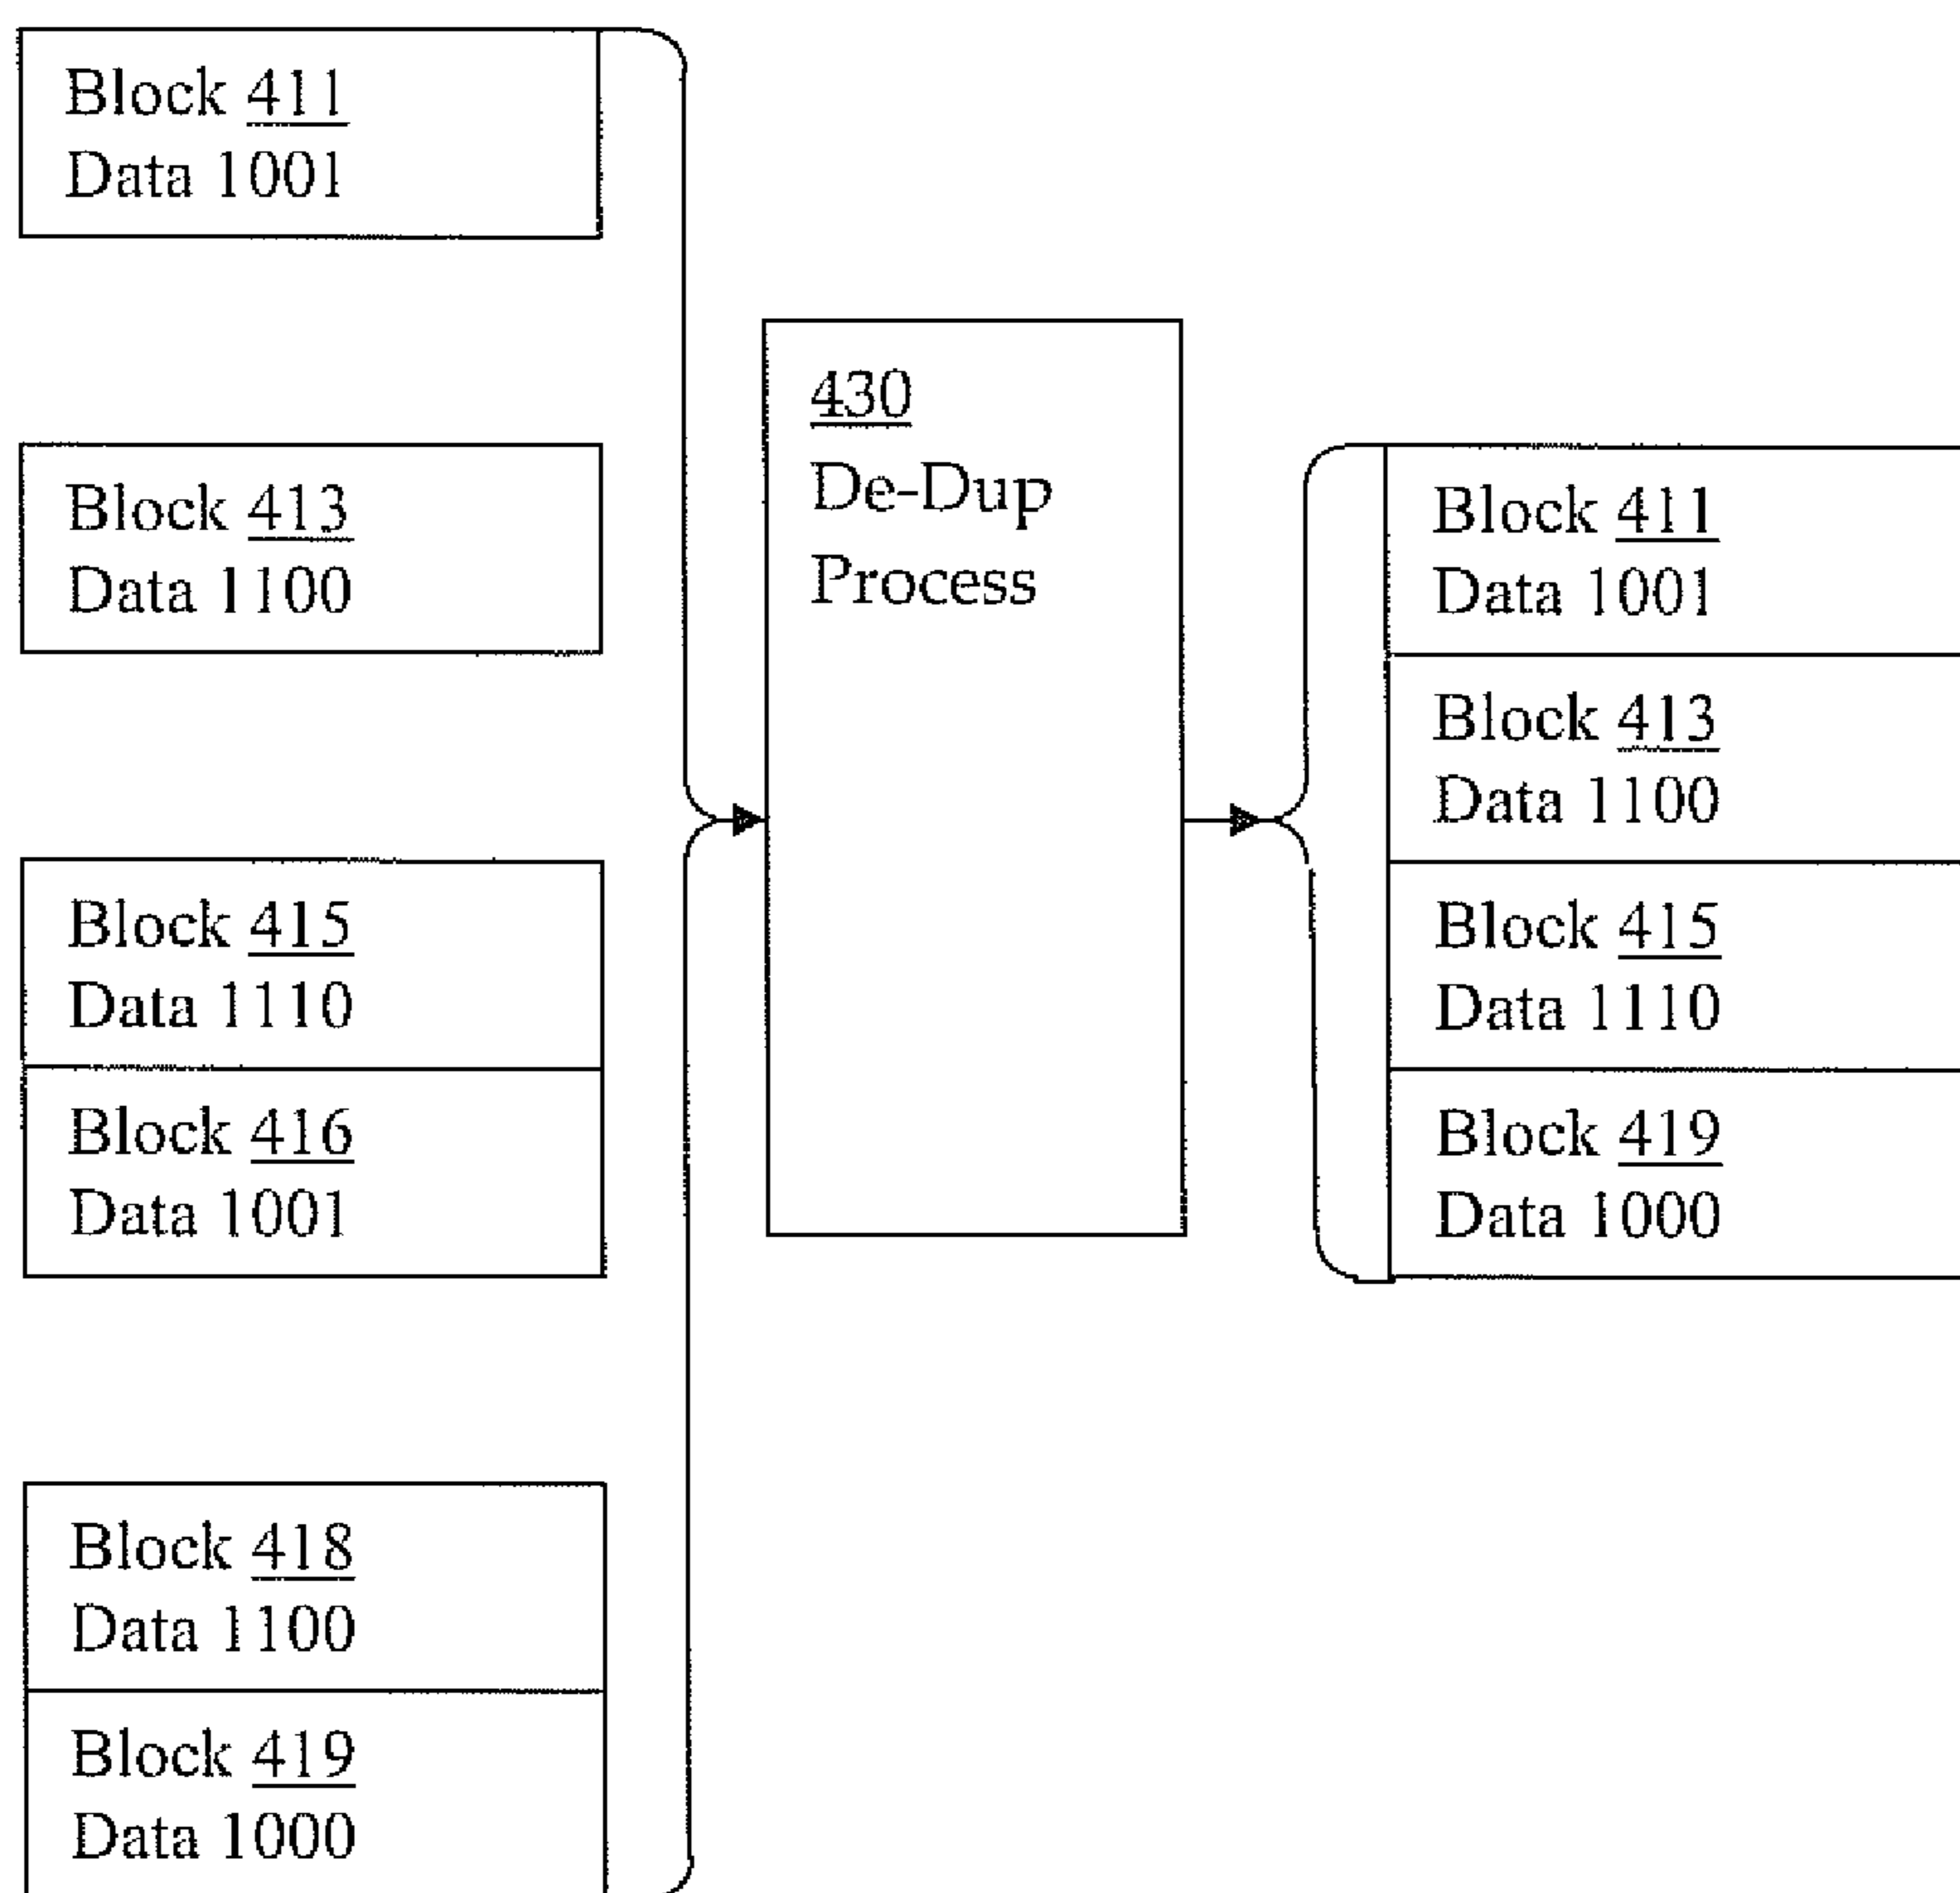 Block 411
Data 1001
Block 413
Data 1100
Block 415
Data 1110
Block 416
Data 1001
Block 418
Data 1100
Block 419
Data 1000
430
De-Dup
Process
Block 411
Data 1001
Block 413
Data 1100
Block 415
Data 1110
Block 419
Data 1000